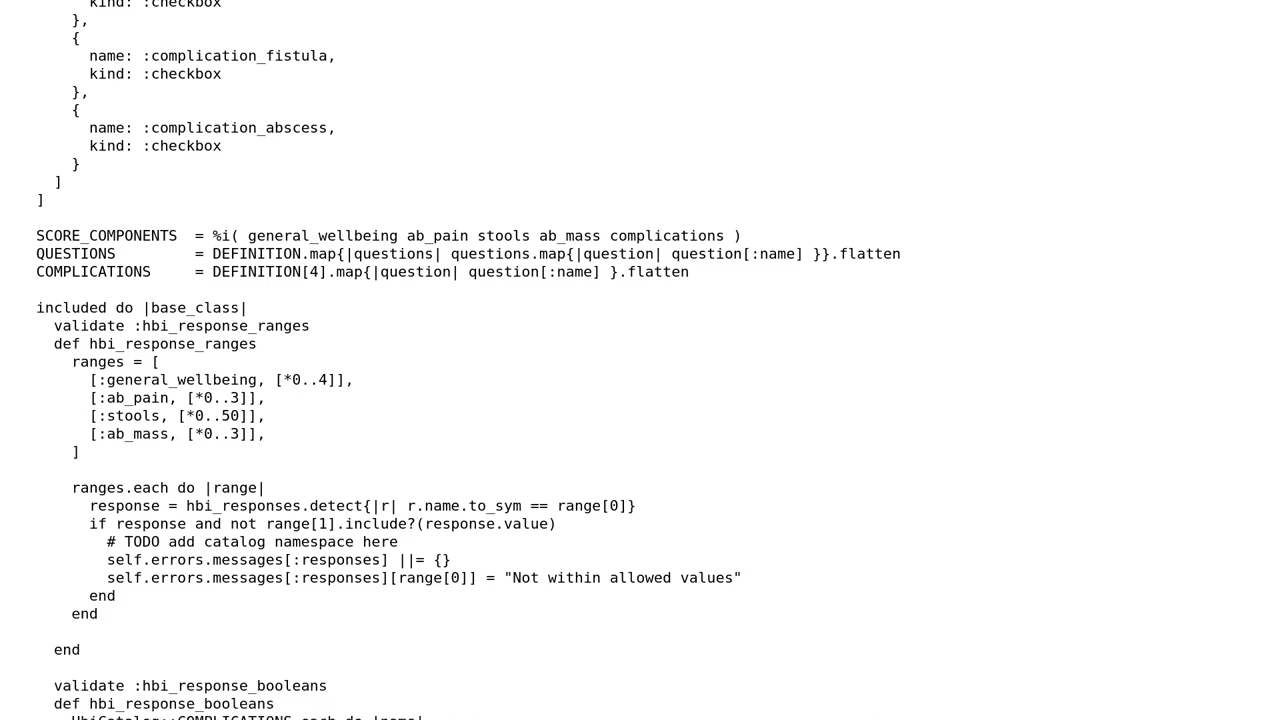 kind: :checkbox
},
{
name: :complication_fistula,
kind: :checkbox
},
{
name: :complication_abscess,
kind: :checkbox
}
]
]
SCORE_COMPONENTS  = %i( general_wellbeing ab_pain stools ab_mass complications )
QUESTIONS         = DEFINITION.map{|questions| questions.map{|question| question[:name] }}.flatten
COMPLICATIONS     = DEFINITION[4].map{|question| question[:name] }.flatten
included do |base_class|
validate :hbi_response_ranges
def hbi_response_ranges
ranges = [
[:general_wellbeing, [*0..4]],
[:ab_pain, [*0..3]],
[:stools, [*0..50]],
[:ab_mass, [*0..3]],
]
ranges.each do |range|
response = hbi_responses.detect{|r| r.name.to_sym == range[0]}
if response and not range[1].include?(response.value)
# TODO add catalog namespace here
self.errors.messages[:responses] ||= {}
self.errors.messages[:responses][range[0]] = "Not within allowed values"
end
end
end
validate :hbi_response_booleans
def hbi_response_booleans
HbiCatalog::COMPLICATIONS.each do |name|